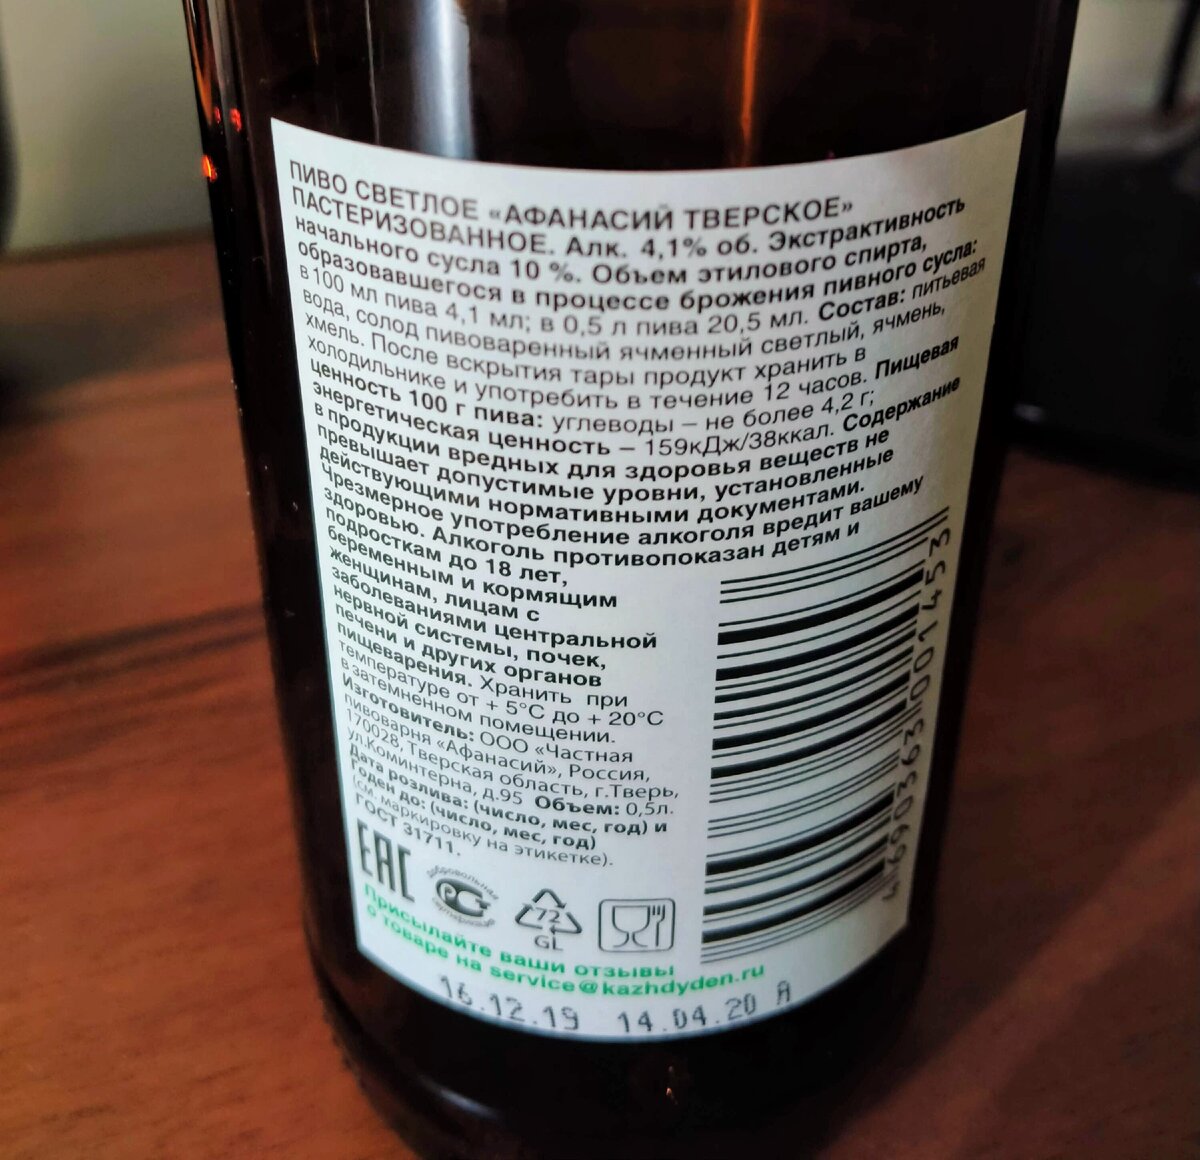 ПИВО СВЕТЛОЕ «АФАНАСИЙ ТВЕРСКОЕ»
ПАСТЕРИЗОВАННОЕ. Алк. 4,1% об. Экстрактивность
начального сусла 10 %. Объем этилового спирта,
образовавшегося в процессе брожения пивного сусла:
в 100 мл пива 4,1 мл; в 0,5 л пива 20,5 мл. Состав: питьевая
вода, солод пивоваренный ячменный светлый, ячмень,
хмель. После вскрытия тары продукт хранить в
холодильнике и употребить в течение 12 часов. Пищевая
ценность 100 г пива: углеводы – не более 4,2 г;
энергетическая ценность – 159кДж/38ккал. Содержание
в продукции вредных для здоровья веществ не
превышает допустимые уровни, установленные
действующими нормативными документами.
Чрезмерное употребление алкоголя вредит вашему
здоровью. Алкоголь противопоказан детям и
подросткам до 18 лет,
беременным и кормящим
женщинам, лицам с
заболеваниями центральной
нервной системы, почек,
печени и других органов
пищеварения. Хранить при
температуре от + 5°C до + 20°C
в затемненном помещении.
Изготовитель: ООО «Частная
пивоварня «Афанасий», Россия,
170028, Тверская область, г.Тверь,
ул.Коминтерна, д.95 Объем: 0,5л.
Дата розлива: (число, мес, год) и
Годен до: (число, мес, год)
(см. маркировку на этикетке).
ГОСТ 31711.
4690363001453
EAC
добровольная
РСТ
сертификация
72
GL
Присылайте ваши отзывы
о товаре на service@kazhdyden.ru
16.12.19 14.04.20 А